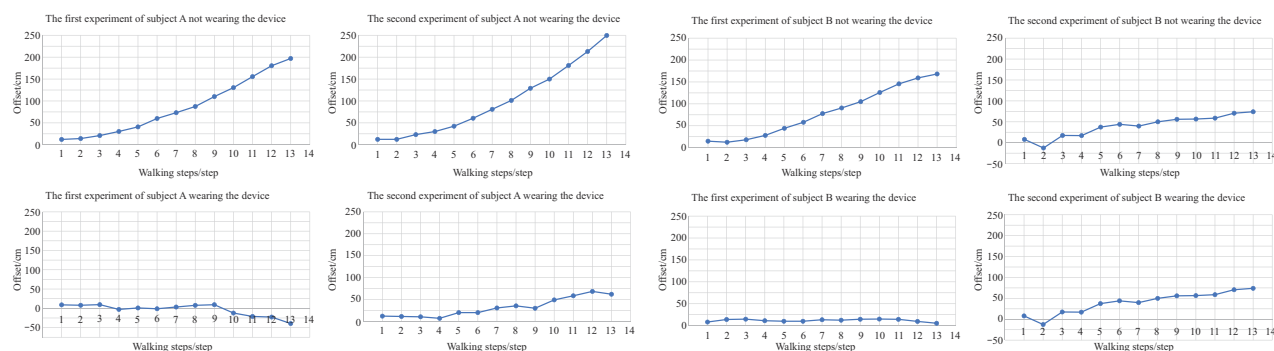 The first experiment of subject A not wearing the device
Offset/cm
250
200
150
100
50
0
1 2 3 4 5 6 7 8 9 10 11 12 13 14
Walking steps/step
The second experiment of subject A not wearing the device
Offset/cm
250
200
150
100
50
0
1 2 3 4 5 6 7 8 9 10 11 12 13 14
Walking steps/step
The first experiment of subject B not wearing the device
Offset/cm
250
200
150
100
50
0
1 2 3 4 5 6 7 8 9 10 11 12 13 14
Walking steps/step
The second experiment of subject B not wearing the device
Offset/cm
250
200
150
100
50
0
−50
1 2 3 4 5 6 7 8 9 10 11 12 13 14
Walking steps/step
The first experiment of subject A wearing the device
Offset/cm
250
200
150
100
50
0
−50
1 2 3 4 5 6 7 8 9 10 11 12 13 14
Walking steps/step
The second experiment of subject A wearing the device
Offset/cm
250
200
150
100
50
0
1 2 3 4 5 6 7 8 9 10 11 12 13 14
Walking steps/step
The first experiment of subject B wearing the device
Offset/cm
250
200
150
100
50
0
1 2 3 4 5 6 7 8 9 10 11 12 13 14
Walking steps/step
The second experiment of subject B wearing the device
Offset/cm
250
200
150
100
50
0
−50
1 2 3 4 5 6 7 8 9 10 11 12 13 14
Walking steps/step